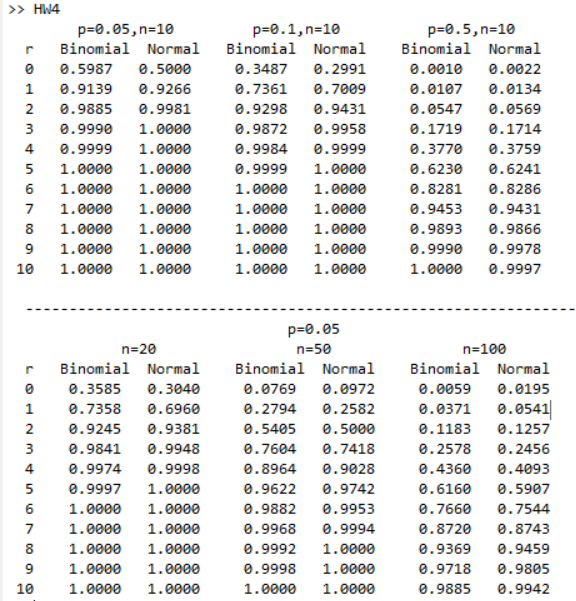 >> HW4
p=0.05,n=10 p=0.1,n=10 p=0.5,n=10
r Binomial Normal Binomial Normal Binomial Normal
0 0.5987 0.5000 0.3487 0.2991 0.0010 0.0022
1 0.9139 0.9266 0.7361 0.7009 0.0107 0.0134
2 0.9885 0.9981 0.9298 0.9431 0.0547 0.0569
3 0.9990 1.0000 0.9872 0.9958 0.1719 0.1714
4 0.9999 1.0000 0.9984 0.9999 0.3770 0.3759
5 1.0000 1.0000 0.9999 1.0000 0.6230 0.6241
6 1.0000 1.0000 1.0000 1.0000 0.8281 0.8286
7 1.0000 1.0000 1.0000 1.0000 0.9453 0.9431
8 1.0000 1.0000 1.0000 1.0000 0.9893 0.9866
9 1.0000 1.0000 1.0000 1.0000 0.9990 0.9978
10 1.0000 1.0000 1.0000 1.0000 1.0000 0.9997
---------------------------------------------------------------
p=0.05
n=20 n=50 n=100
r Binomial Normal Binomial Normal Binomial Normal
0 0.3585 0.3040 0.0769 0.0972 0.0059 0.0195
1 0.7358 0.6960 0.2794 0.2582 0.0371 0.0541
2 0.9245 0.9381 0.5405 0.5000 0.1183 0.1257
3 0.9841 0.9948 0.7604 0.7418 0.2578 0.2456
4 0.9974 0.9998 0.8964 0.9028 0.4360 0.4093
5 0.9997 1.0000 0.9622 0.9742 0.6160 0.5907
6 1.0000 1.0000 0.9882 0.9953 0.7660 0.7544
7 1.0000 1.0000 0.9968 0.9994 0.8720 0.8743
8 1.0000 1.0000 0.9992 1.0000 0.9369 0.9459
9 1.0000 1.0000 0.9998 1.0000 0.9718 0.9805
10 1.0000 1.0000 1.0000 1.0000 0.9885 0.9942